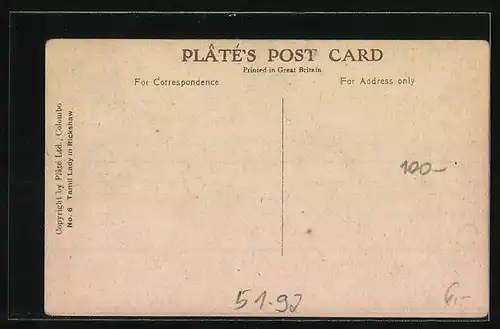 PLÂTÉ'S POST CARD
Printed in Great Britain
For Correspondence
For Address only
Copyright by Plâté Ltd., Colombo
No. 6 Tamil Lady in Rickshaw
100-
51-92
6,-